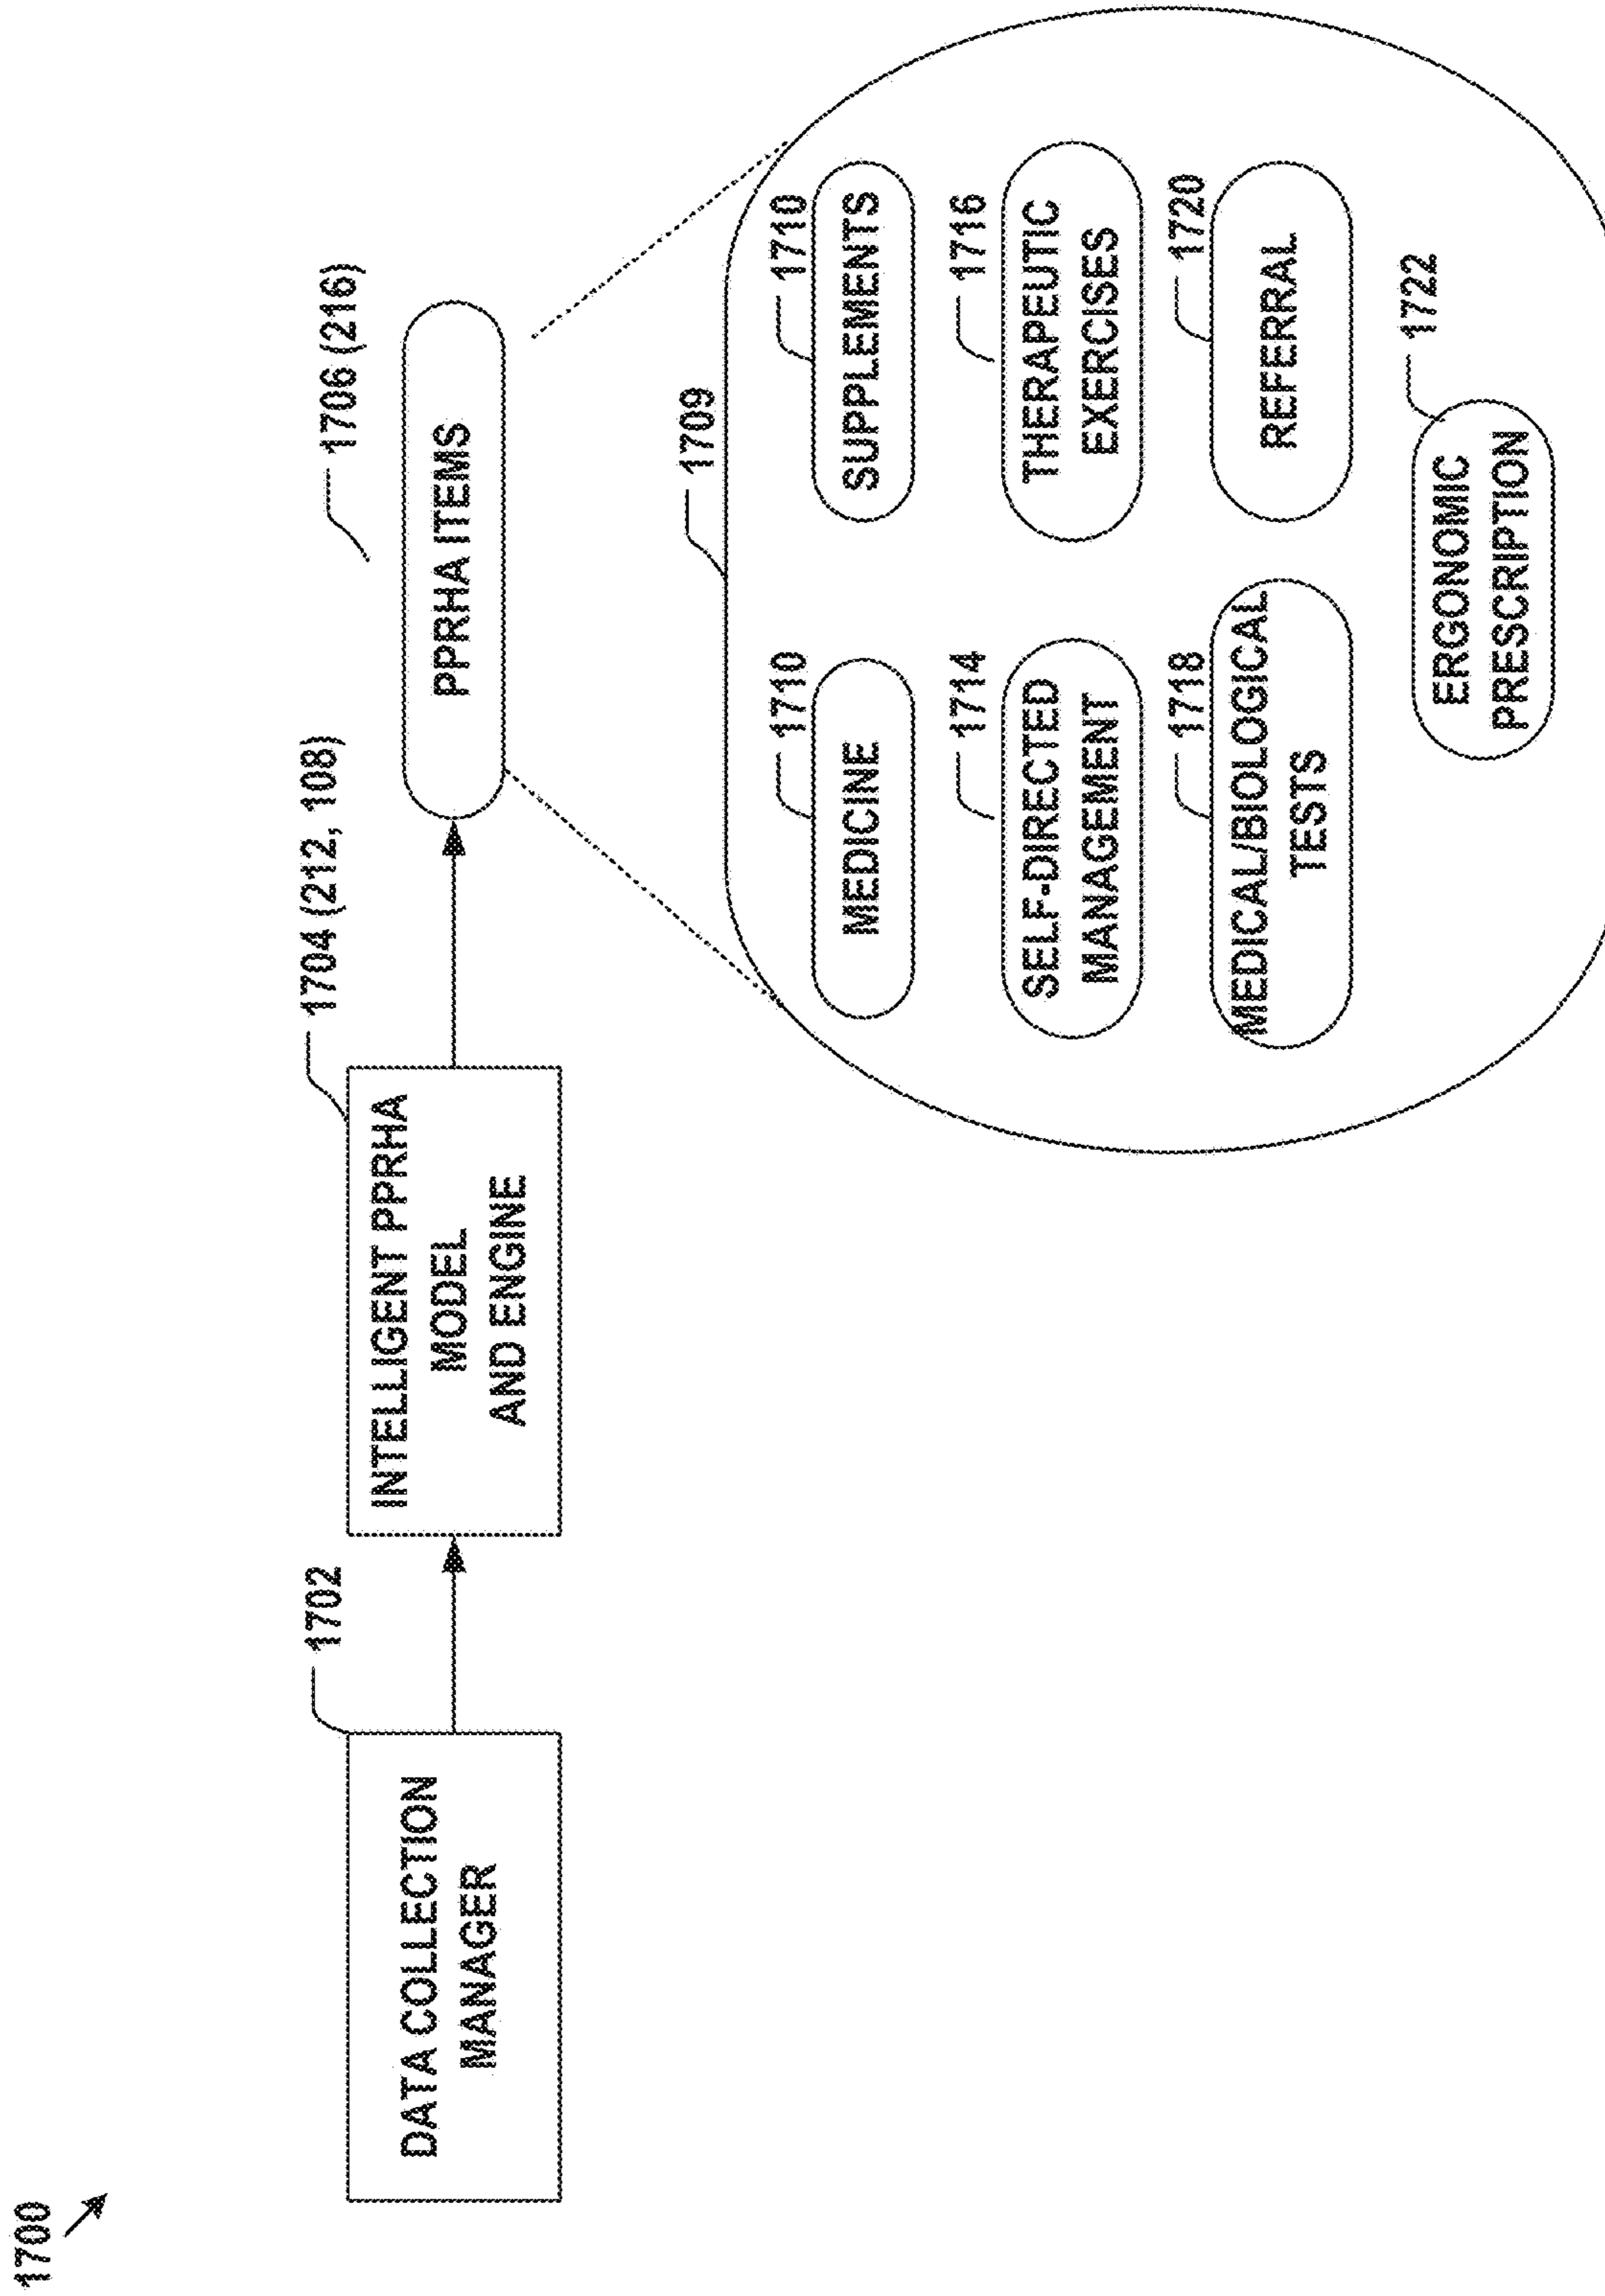 1700
1702
DATA COLLECTION
MANAGER
1704 (212, 108)
INTELLIGENT PPRHA
MODEL
AND ENGINE
1706 (216)
PPRHA ITEMS
1709
1710
MEDICINE
1710
SUPPLEMENTS
1714
SELF-DIRECTED
MANAGEMENT
1716
THERAPEUTIC
EXERCISES
1718
MEDICAL/BIOLOGICAL
TESTS
1720
REFERRAL
1722
ERGONOMIC
PRESCRIPTION